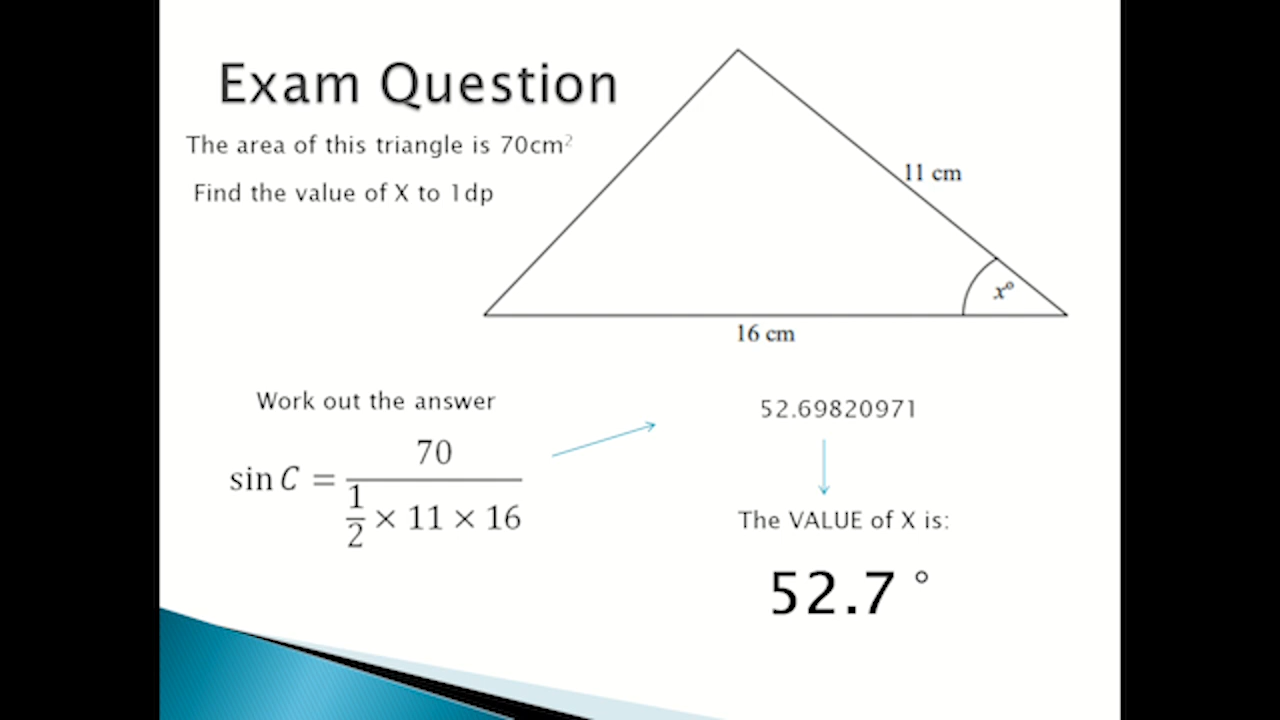 Exam Question
The area of this triangle is 70cm²
Find the value of X to 1dp
11 cm
x°
16 cm
Work out the answer
sin C = 70 / (1/2 × 11 × 16)
52.69820971
The VALUE of X is:
52.7 °